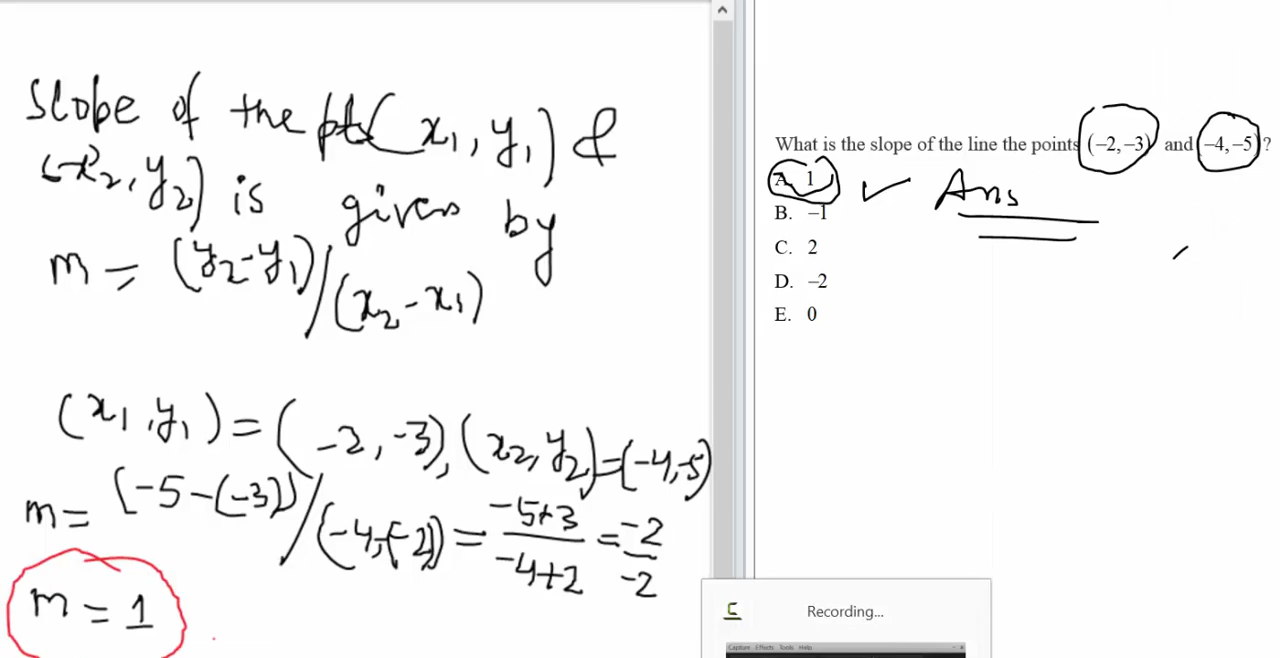 Slope of the pts (x₁, y₁) &
(x₂, y₂) is given by
m = (y₂-y₁)/(x₂-x₁)
(x₁, y₁) = (-2, -3), (x₂, y₂) = (-4, -5)
m = (-5-(-3))/(-4-(-2)) = -5+3/-4+2 = -2/-2
m = 1
What is the slope of the line the points (–2,–3) and (–4,–5)?
A. 1 ✓ Ans
B. –1
C. 2
D. –2
E. 0
Recording...
Capture Effects Tools Help